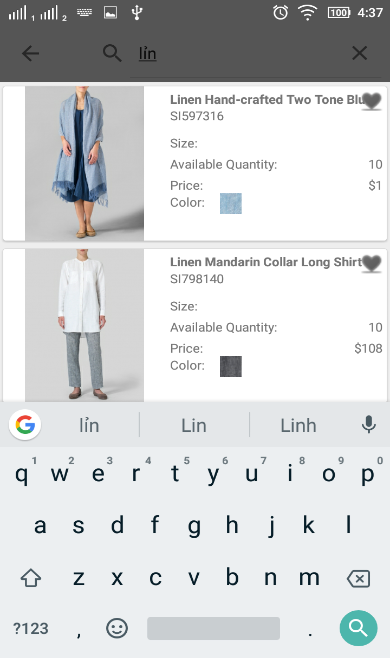 1 2 100 4:37
lỉn
Linen Hand-crafted Two Tone Blu
SI597316
Size:
Available Quantity: 10
Price: $1
Color:
Linen Mandarin Collar Long Shirt
SI798140
Size:
Available Quantity: 10
Price: $108
Color:
G lỉn Lin Linh
1 2 3 4 5 6 7 8 9 0
q w e r t y u i o p
a s d f g h j k l
z x c v b n m
?123 , .